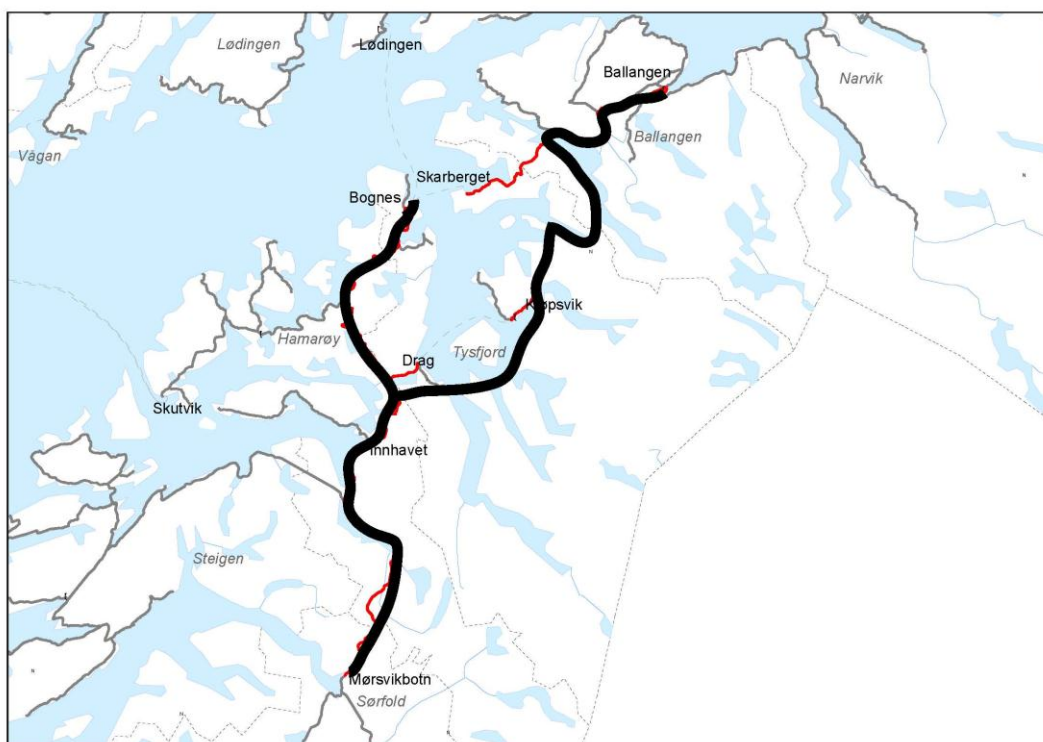 Lødingen
Lødingen
Ballangen
Narvik
Ballangen
Vågan
Skarberget
Bognes
Kjøpsvik
Hamarøy
Tysfjord
Drag
Skutvik
Innhavet
Steigen
Mørsvikbotn
Sørfold